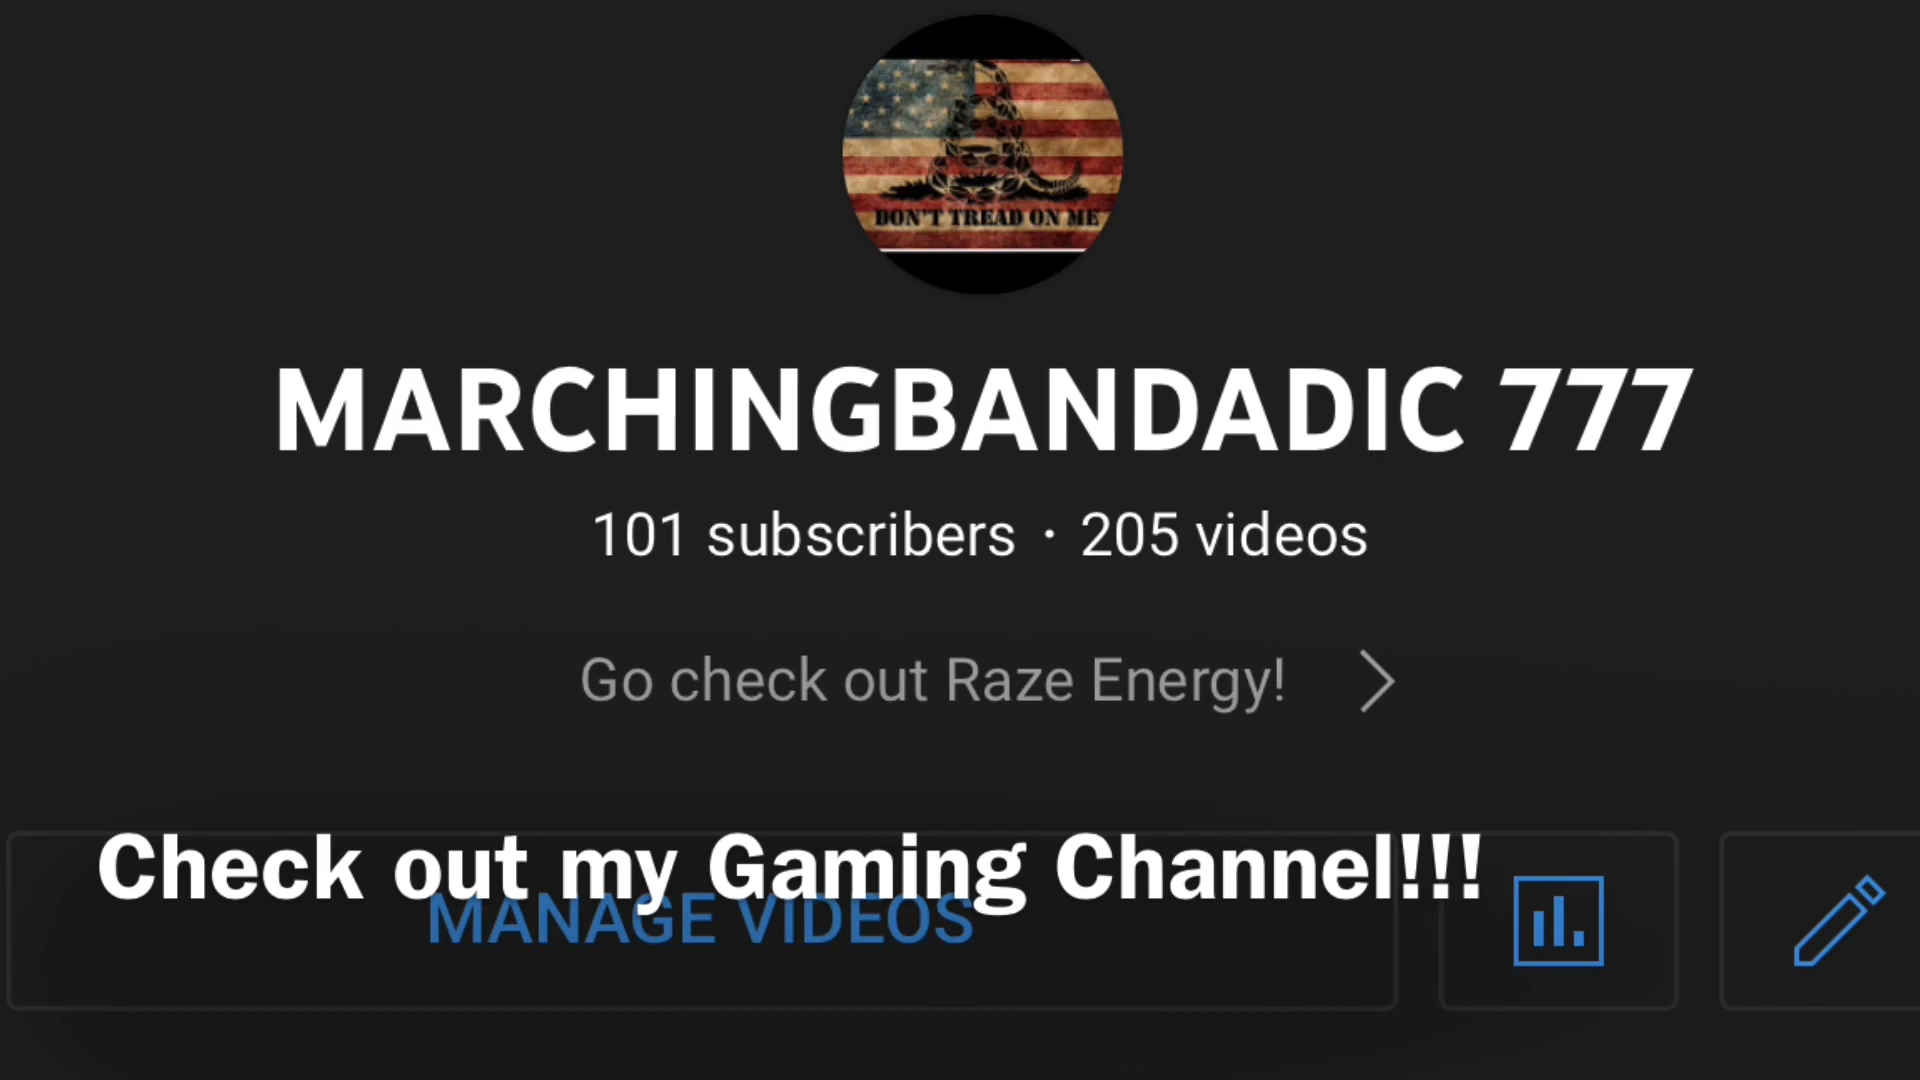 DON'T TREAD ON ME
MARCHINGBANDADIC 777
101 subscribers · 205 videos
Go check out Raze Energy!
Check out my Gaming Channel!!!
MANAGE VIDEOS